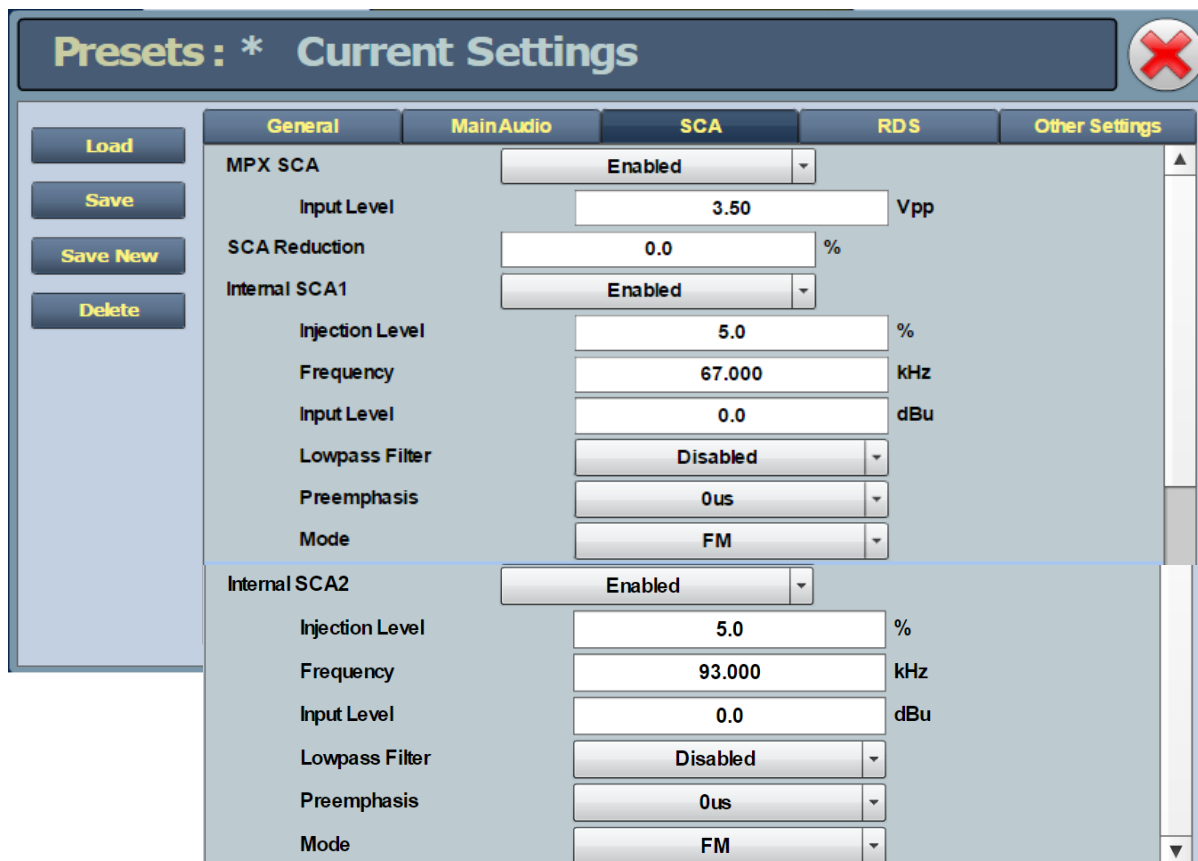 Presets : * Current Settings
Load
Save
Save New
Delete
General Main Audio SCA RDS Other Settings
MPX SCA Enabled
Input Level 3.50 Vpp
SCA Reduction 0.0 %
Internal SCA1 Enabled
Injection Level 5.0 %
Frequency 67.000 kHz
Input Level 0.0 dBu
Lowpass Filter Disabled
Preemphasis 0us
Mode FM
Internal SCA2 Enabled
Injection Level 5.0 %
Frequency 93.000 kHz
Input Level 0.0 dBu
Lowpass Filter Disabled
Preemphasis 0us
Mode FM